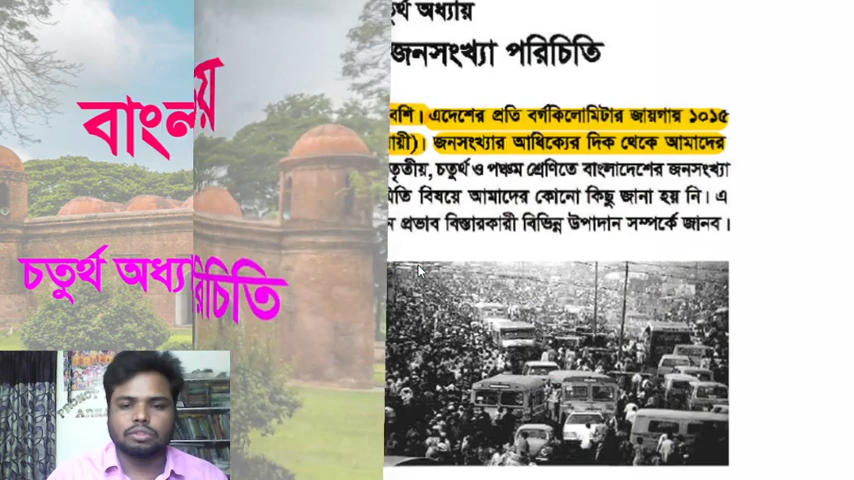 বাংল
য়
চতুর্থ অধ্যা
রিচিতি
র্থ অধ্যায়
জনসংখ্যা পরিচিতি
বেশি। এদেশের প্রতি বর্গকিলোমিটার জায়গায় ১০১৫
ায়ী)। জনসংখ্যার আধিক্যের দিক থেকে আমাদের
তৃতীয়, চতুর্থ ও পঞ্চম শ্রেণিতে বাংলাদেশের জনসংখ্যা
বিষয়ে আমাদের কোনো কিছু জানা হয় নি। এ
প্রভাব বিস্তারকারী বিভিন্ন উপাদান সম্পর্কে জানব।